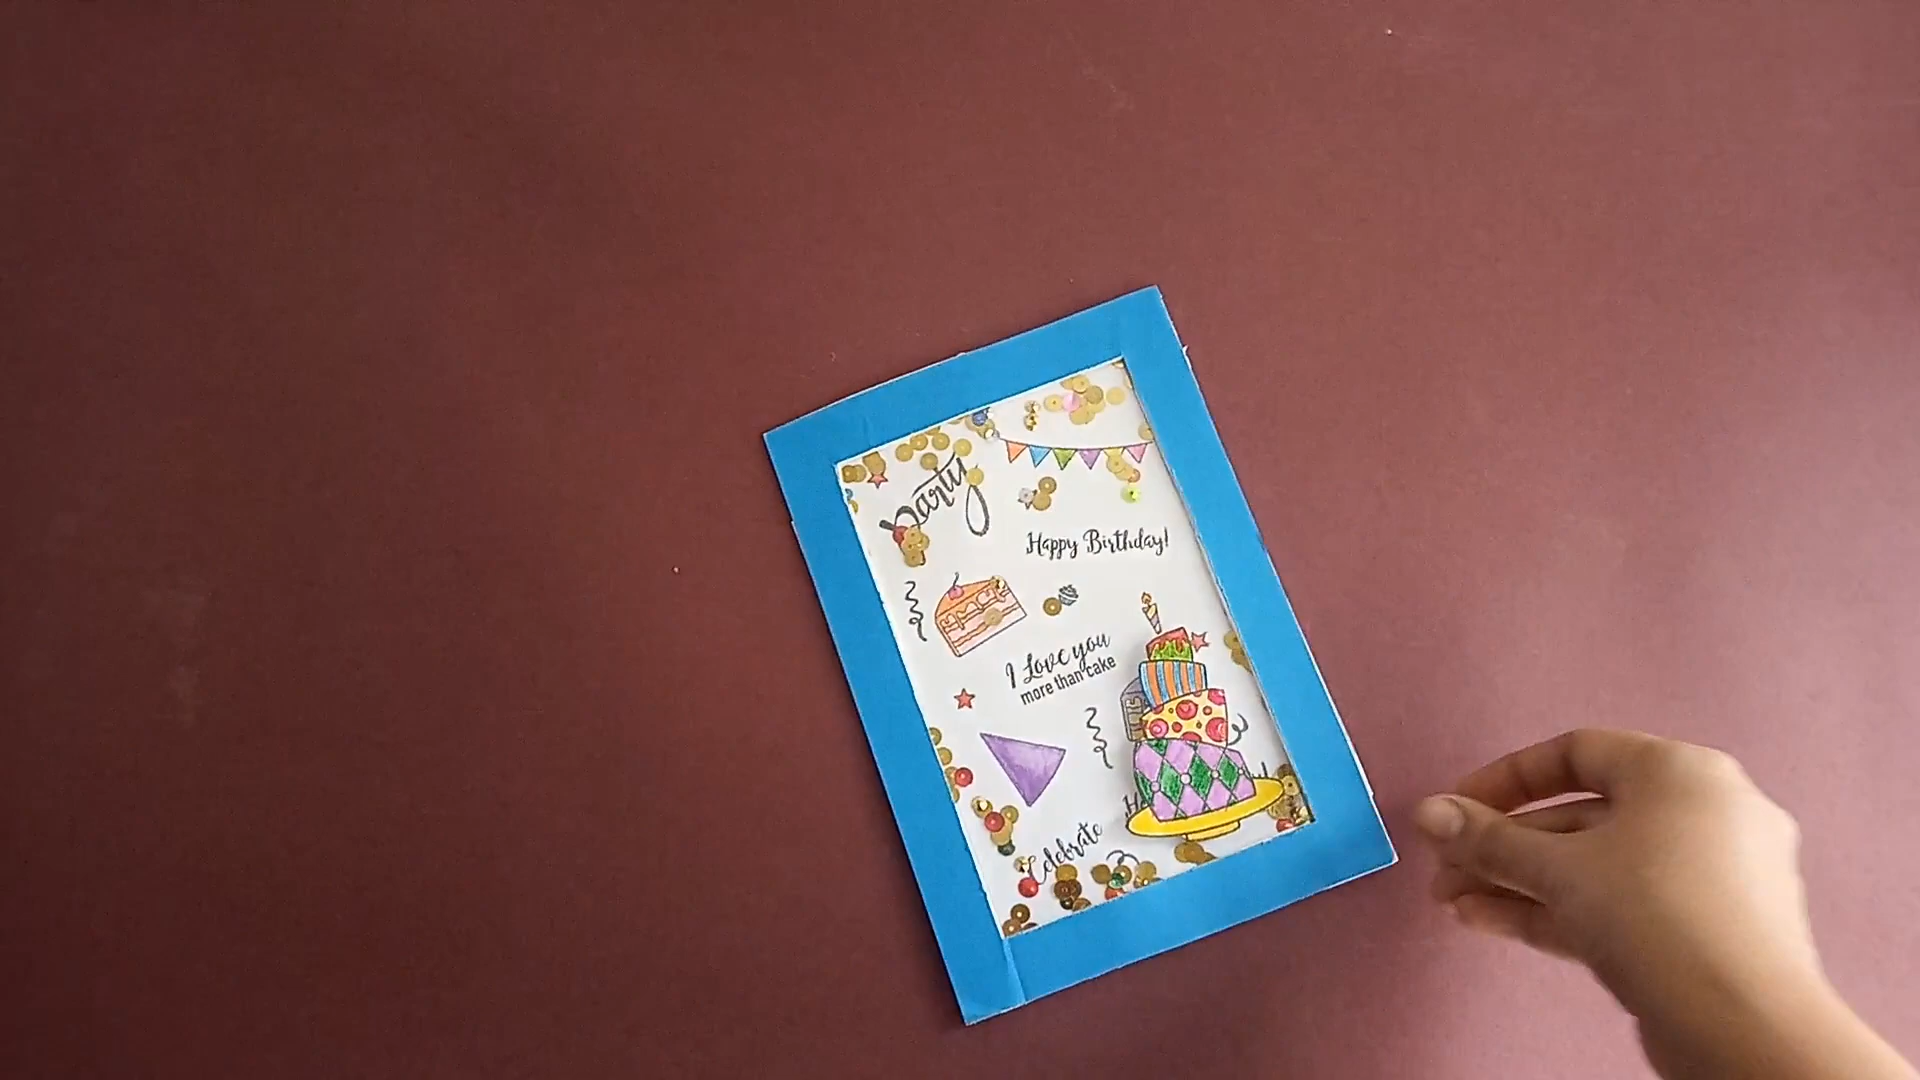 party
Happy Birthday!
I Love you
more than cake
Celebrate